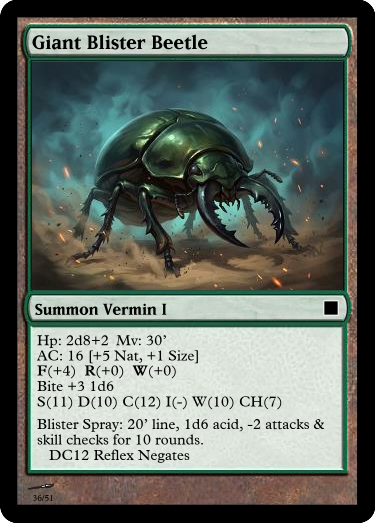 Giant Blister Beetle
Summon Vermin I
Hp: 2d8+2  Mv: 30'
AC: 16 [+5 Nat, +1 Size]
F(+4)  R(+0)  W(+0)
Bite +3 1d6
S(11) D(10) C(12) I(-) W(10) CH(7)
Blister Spray: 20' line, 1d6 acid, -2 attacks &
skill checks for 10 rounds.
DC12 Reflex Negates
36/51